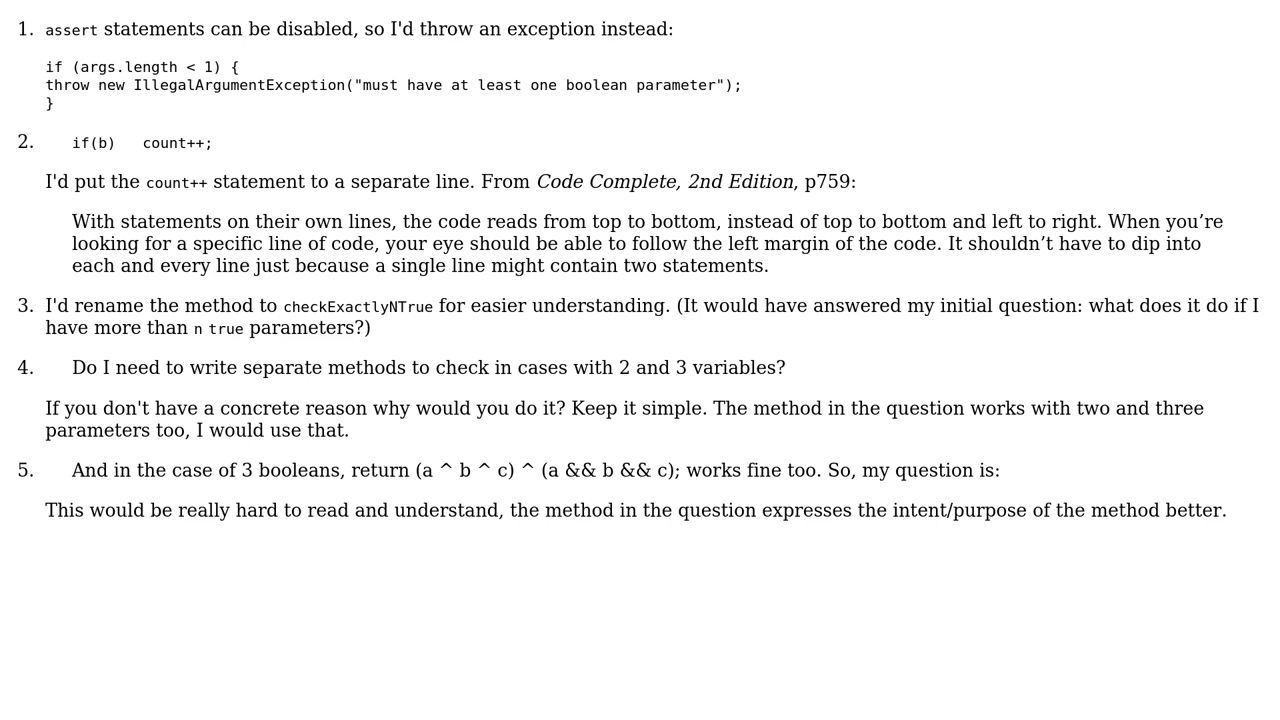 1. assert statements can be disabled, so I'd throw an exception instead:
if (args.length < 1) {
throw new IllegalArgumentException("must have at least one boolean parameter");
}
2. if(b)   count++;
I'd put the count++ statement to a separate line. From Code Complete, 2nd Edition, p759:
With statements on their own lines, the code reads from top to bottom, instead of top to bottom and left to right. When you’re
looking for a specific line of code, your eye should be able to follow the left margin of the code. It shouldn’t have to dip into
each and every line just because a single line might contain two statements.
3. I'd rename the method to checkExactlyNTrue for easier understanding. (It would have answered my initial question: what does it do if I
have more than n true parameters?)
4. Do I need to write separate methods to check in cases with 2 and 3 variables?
If you don't have a concrete reason why would you do it? Keep it simple. The method in the question works with two and three
parameters too, I would use that.
5. And in the case of 3 booleans, return (a ^ b ^ c) ^ (a && b && c); works fine too. So, my question is:
This would be really hard to read and understand, the method in the question expresses the intent/purpose of the method better.